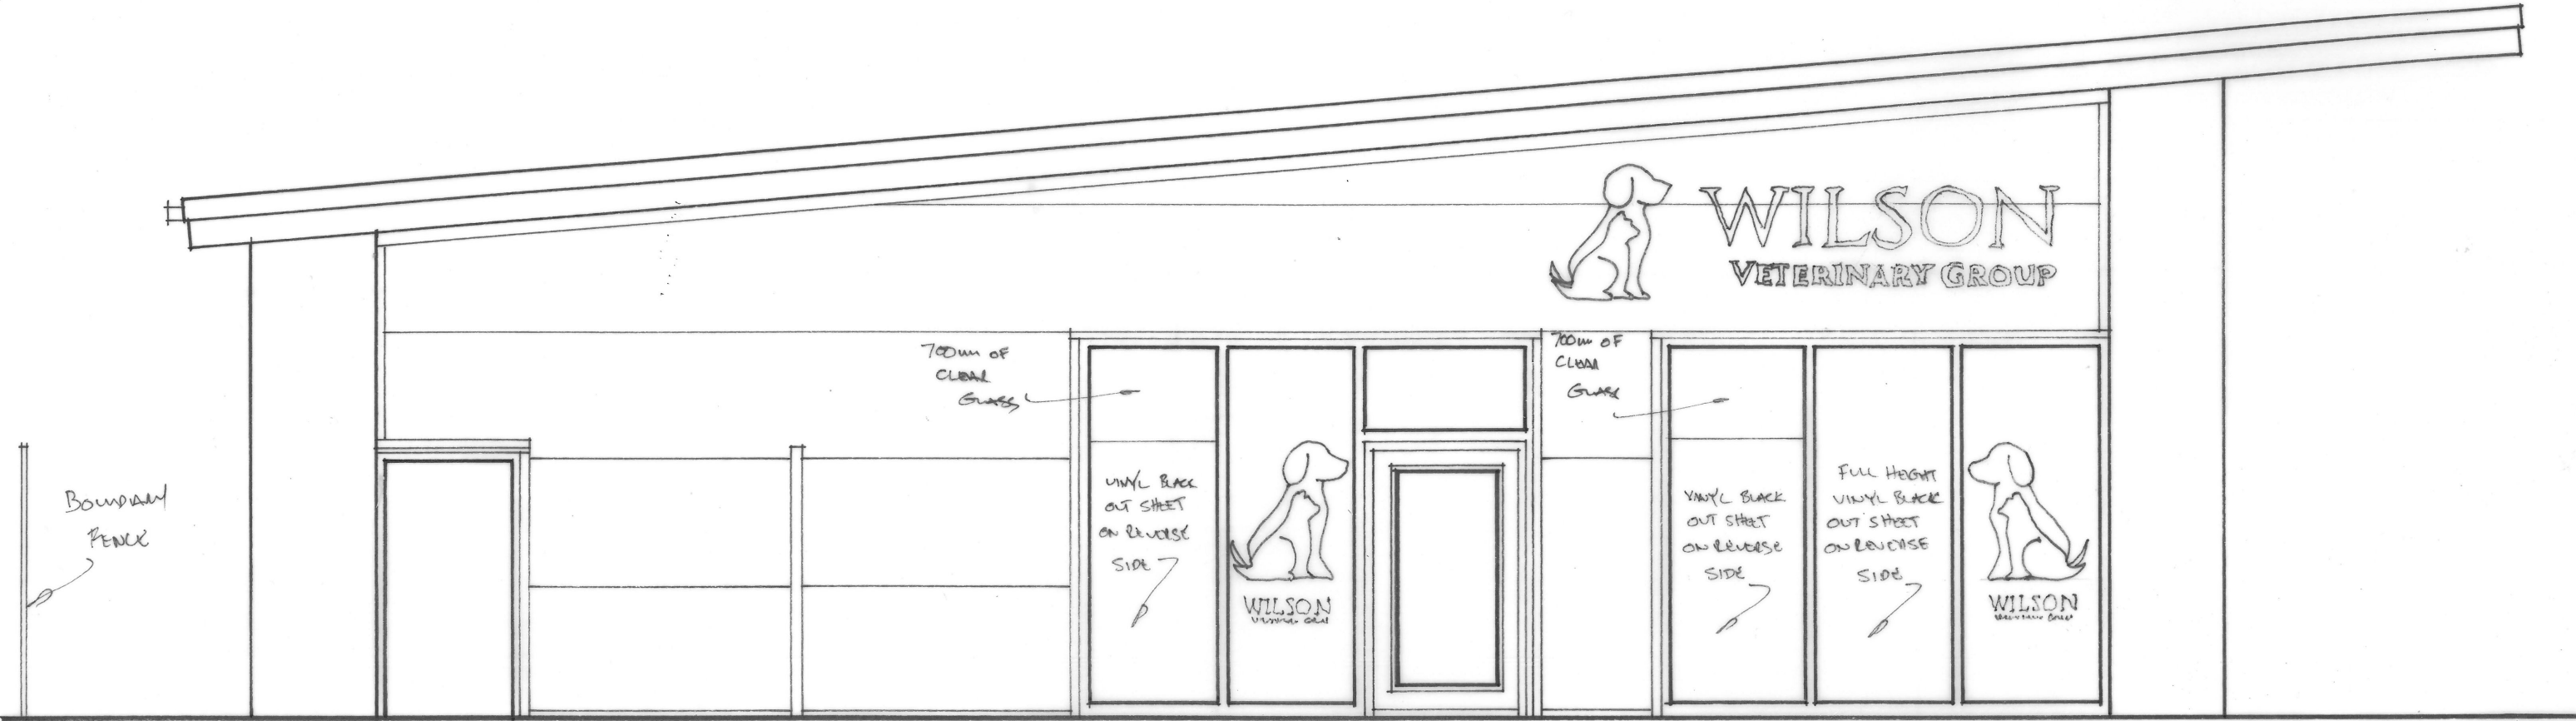 WILSON
VETERINARY GROUP
700mm OF
CLEAR
GLASS
700mm OF
CLEAR
GLASS
BOUNDARY
FENCE
VINYL BLACK
OUT SHEET
ON REVERSE
SIDE
WILSON
VINYL BLACK
OUT SHEET
ON REVERSE
SIDE
FULL HEIGHT
VINYL BLACK
OUT SHEET
ON REVERSE
SIDE
WILSON